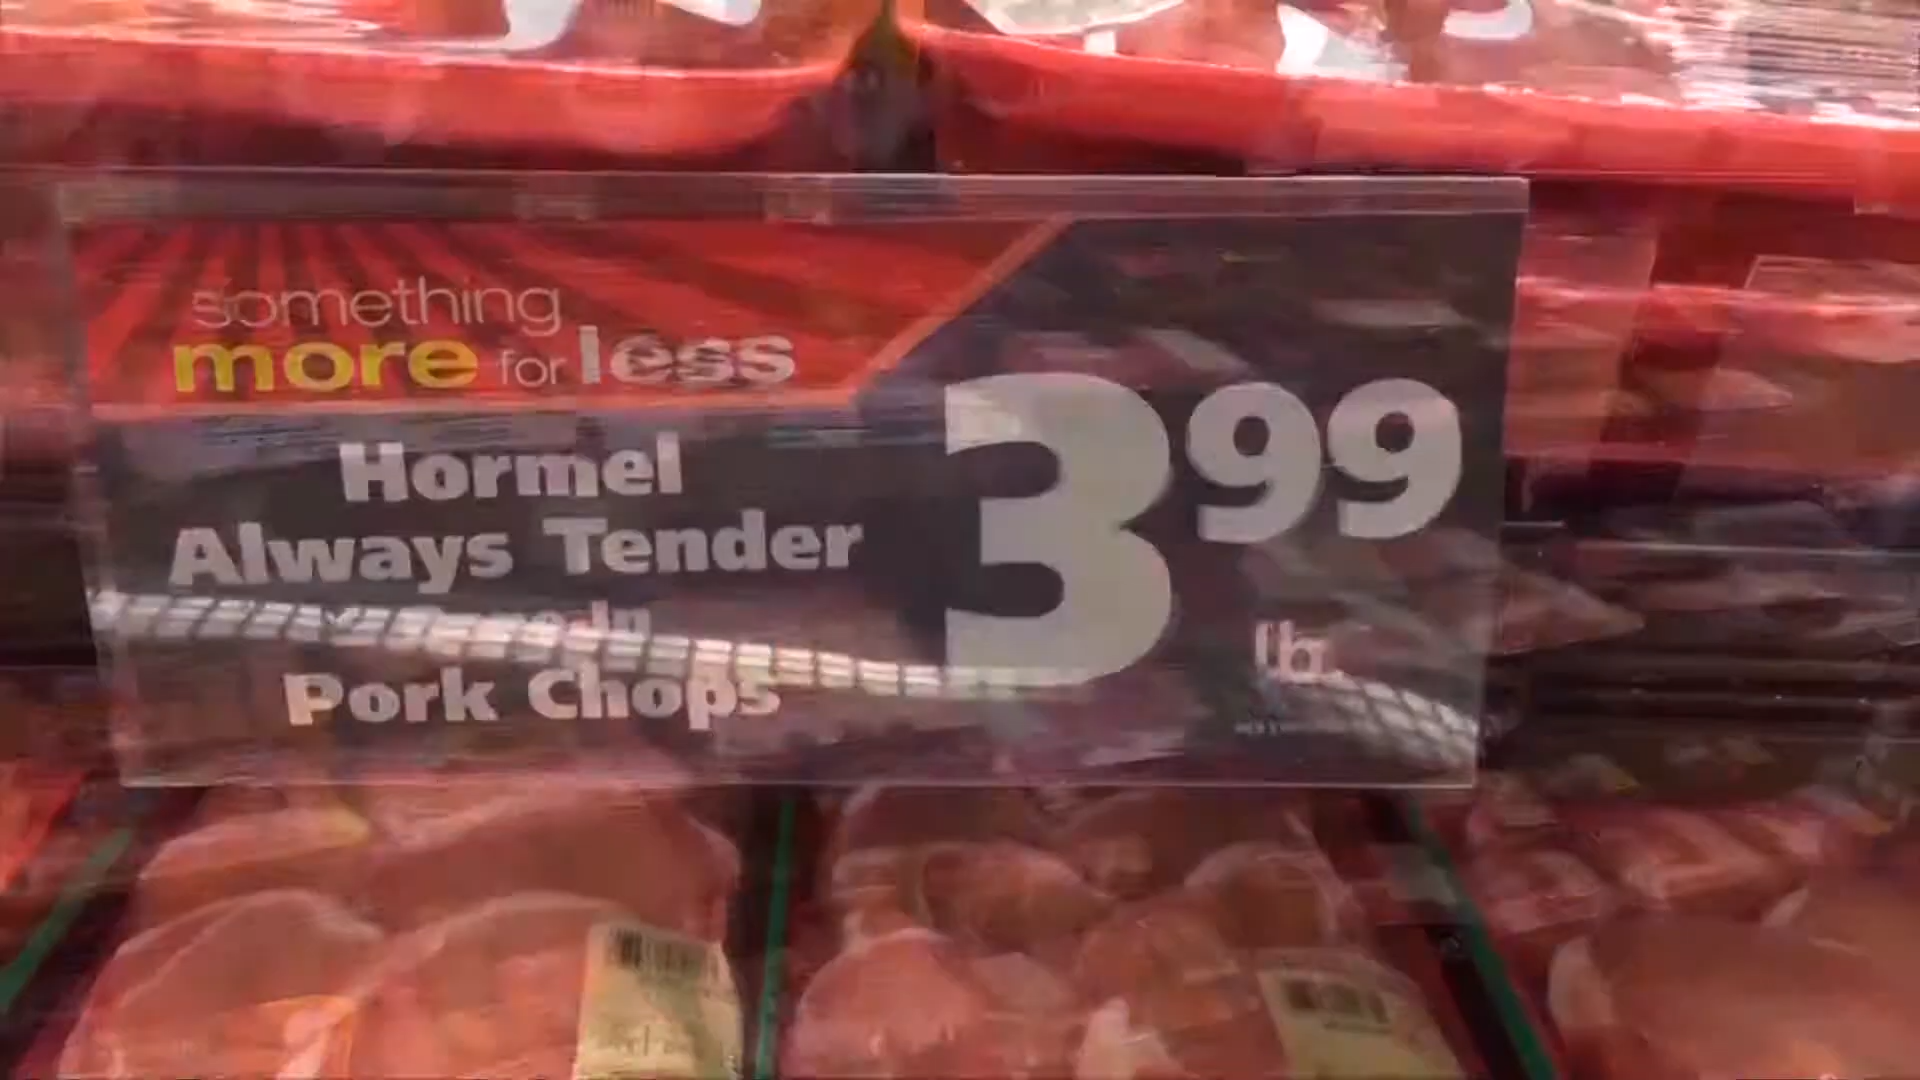 something
more for less
Hormel
Always Tender
Pork Chops
3 99
lb.